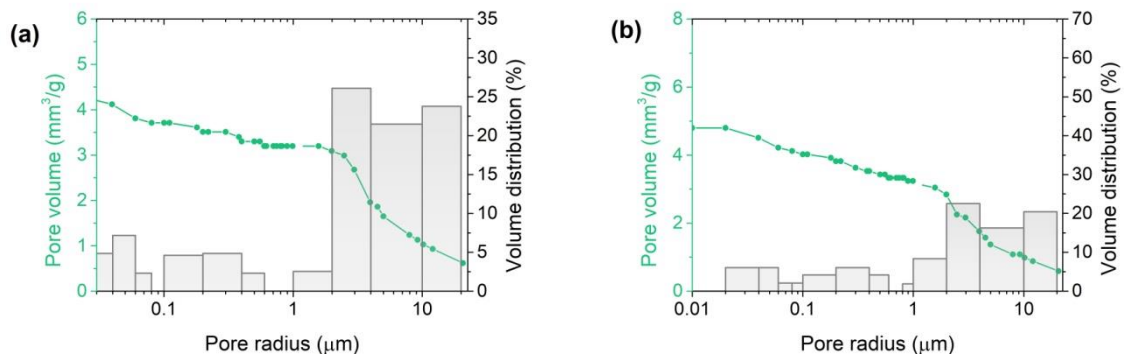 (a)
Pore volume (mm³/g)
6
5
4
3
2
1
0
35
30
25
20
15
10
5
0
Volume distribution (%)
0.1 1 10
Pore radius (μm)
(b)
Pore volume (mm³/g)
8
6
4
2
0
70
60
50
40
30
20
10
0
Volume distribution (%)
0.01 0.1 1 10
Pore radius (μm)